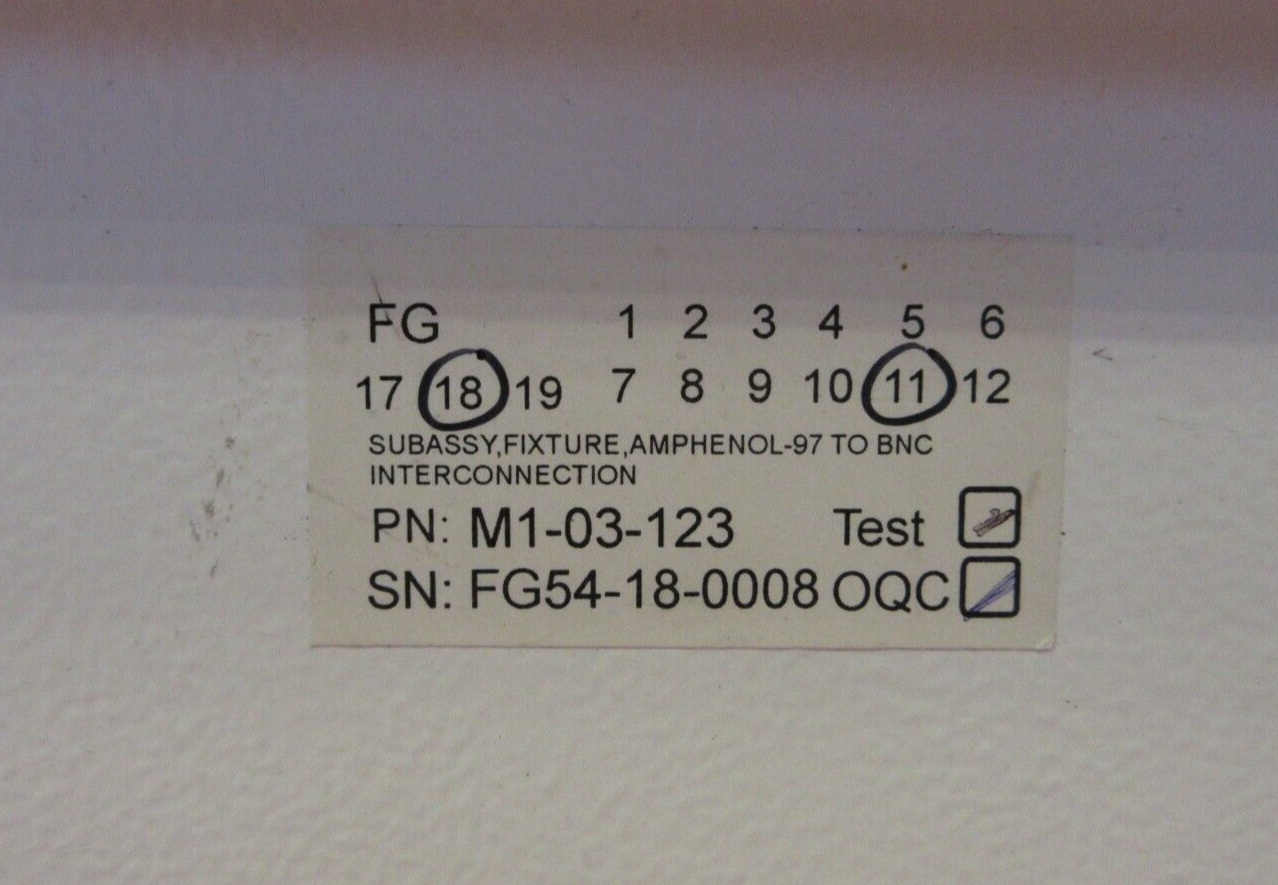 FG 1 2 3 4 5 6
17 18 19 7 8 9 10 11 12
SUBASSY,FIXTURE,AMPHENOL-97 TO BNC
INTERCONNECTION
PN: M1-03-123 Test
SN: FG54-18-0008 OQC